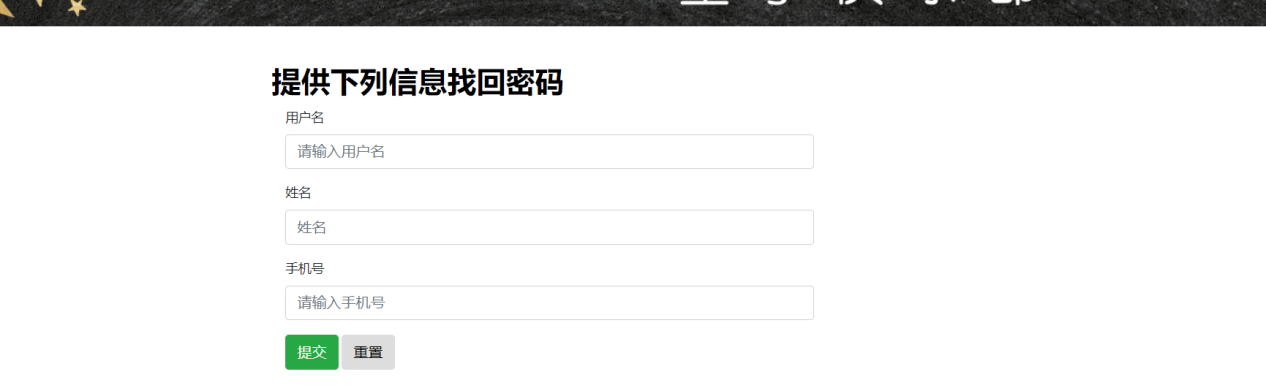 提供下列信息找回密码
用户名
请输入用户名
姓名
姓名
手机号
请输入手机号
提交 重置